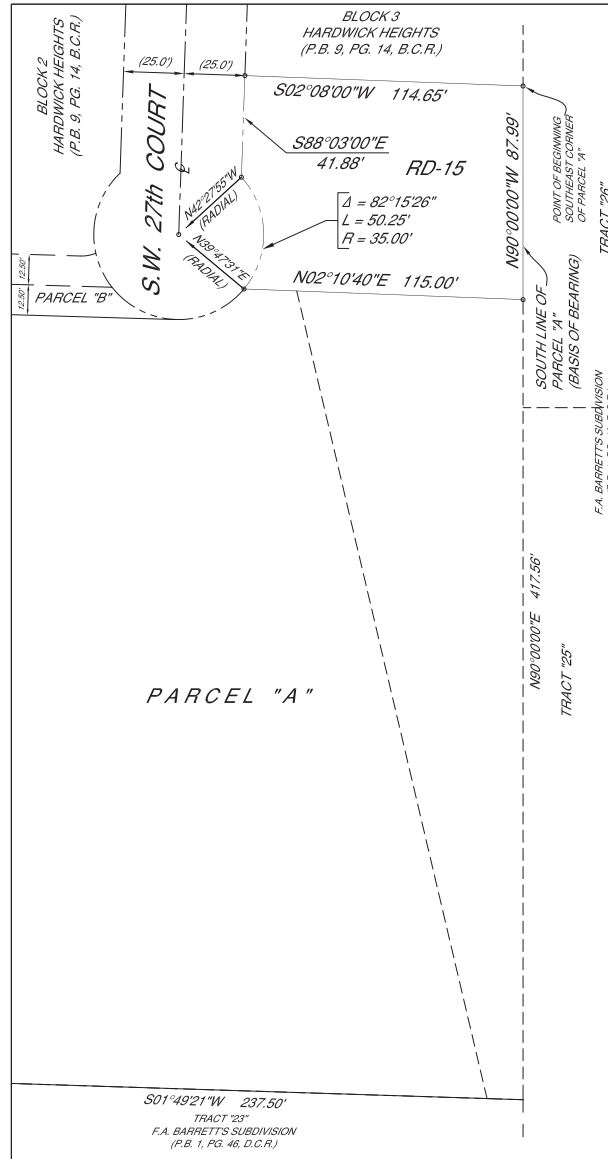 BLOCK 3
HARDWICK HEIGHTS
(P.B. 9, PG. 14, B.C.R.)
BLOCK 2
HARDWICK HEIGHTS
(P.B. 9, PG. 14, B.C.R.)
(25.0')
(25.0')
S02°08'00"W 114.65'
S.W. 27th COURT
S88°03'00"E
41.88'
RD-15
N90°00'00"W 87.99'
POINT OF BEGINNING
SOUTHEAST CORNER
OF PARCEL "A"
TRACT "26"
N42°27'55"W
(RADIAL)
Δ = 82°15'26"
L = 50.25'
R = 35.00'
N39°47'31"E
(RADIAL)
N02°10'40"E 115.00'
12.50'
12.50'
PARCEL "B"
SOUTH LINE OF
PARCEL "A"
(BASIS OF BEARING)
F.A. BARRETT'S SUBDIVISION
N90°00'00"E 417.56'
TRACT "25"
PARCEL "A"
S01°49'21"W 237.50'
TRACT "23"
F.A. BARRETT'S SUBDIVISION
(P.B. 1, PG. 46, D.C.R.)